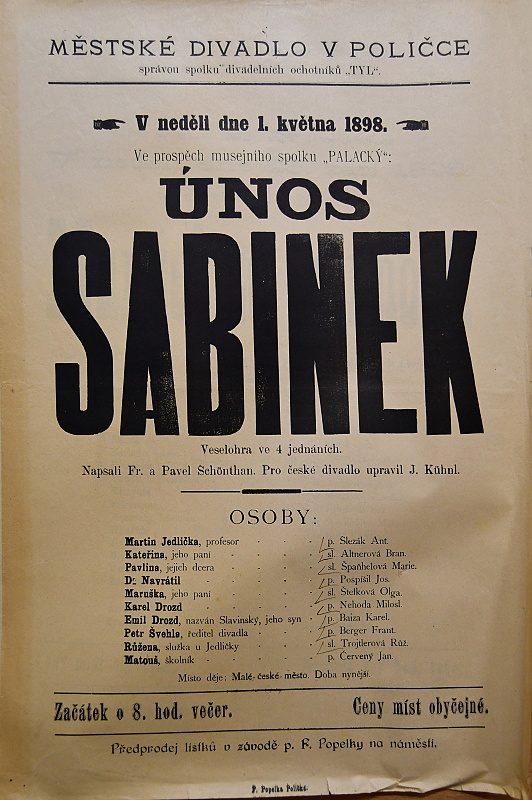 MĚSTSKÉ DIVADLO V POLIČCE
správou spolku divadelních ochotníků „TYL“.
V neděli dne 1. května 1898.
Ve prospěch musejního spolku „PALACKÝ“:
ÚNOS
SABINEK
Veselohra ve 4 jednáních.
Napsali Fr. a Pavel Schönthan. Pro české divadlo upravil J. Kühnl.
OSOBY:
Martin Jedlička, profesor - - - - p. Slezák Ant.
Kateřina, jeho paní - - - - sl. Altnerová Bran.
Pavlina, jejich dcera - - - - sl. Špaňhelová Marie.
Dr. Navrátil - - - - p. Pospíšil Jos.
Maruška, jeho paní - - - - sl. Štefková Olga.
Karel Drozd - - - - p. Nehoda Milosl.
Emil Drozd, nazván Slavinský, jeho syn - p. Baiza Karel.
Petr Švehla, ředitel divadla - - - p. Berger Frant.
Růžena, služka u Jedličky - - - sl. Trojtlerová Růž.
Matouš, školník - - - - p. Červený Jan.
Místo děje: Malé české město. Doba nynější.
Začátek o 8. hod. večer. Ceny míst obyčejné.
Předprodej lístků v závodě p. F. Popelky na náměstí.
F. Popelka Polička.